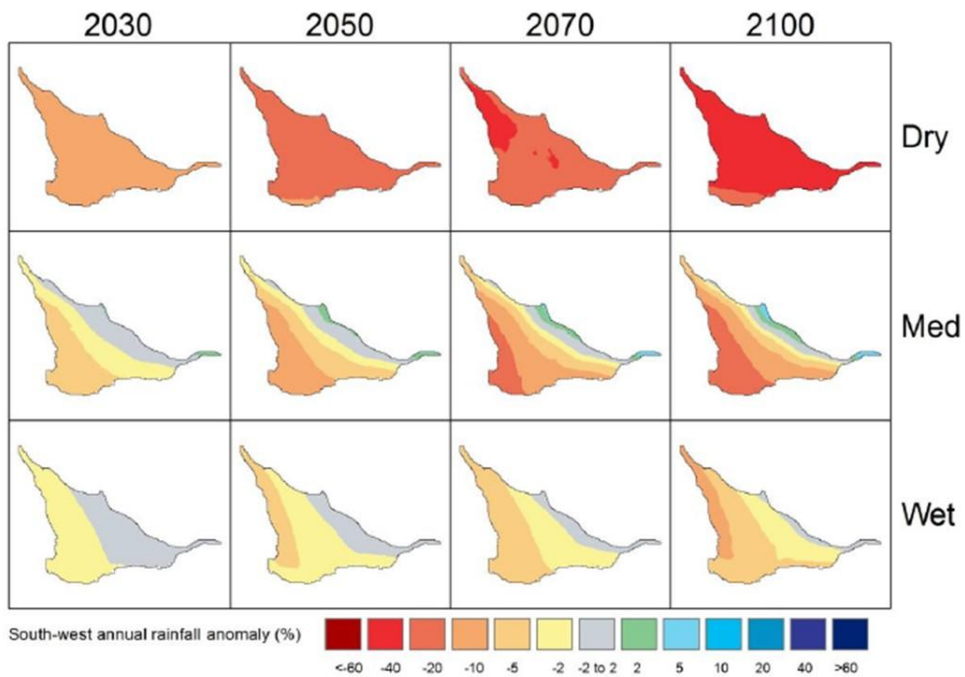 2030 2050 2070 2100
Dry
Med
Wet
South-west annual rainfall anomaly (%)
<-60 -40 -20 -10 -5 -2 -2 to 2 2 5 10 20 40 >60